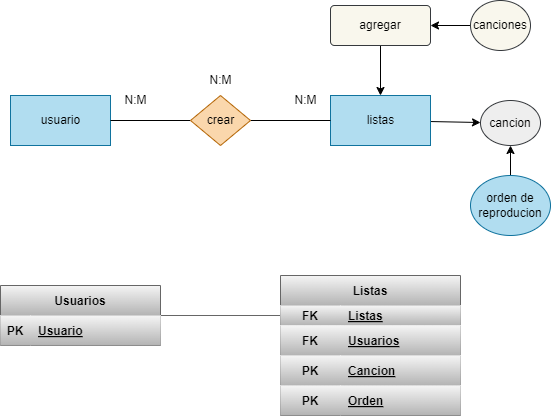 agregar
canciones
N:M
N:M
N:M
usuario
crear
listas
cancion
orden de
reproducion
Usuarios
PK Usuario
Listas
FK Listas
FK Usuarios
PK Cancion
PK Orden